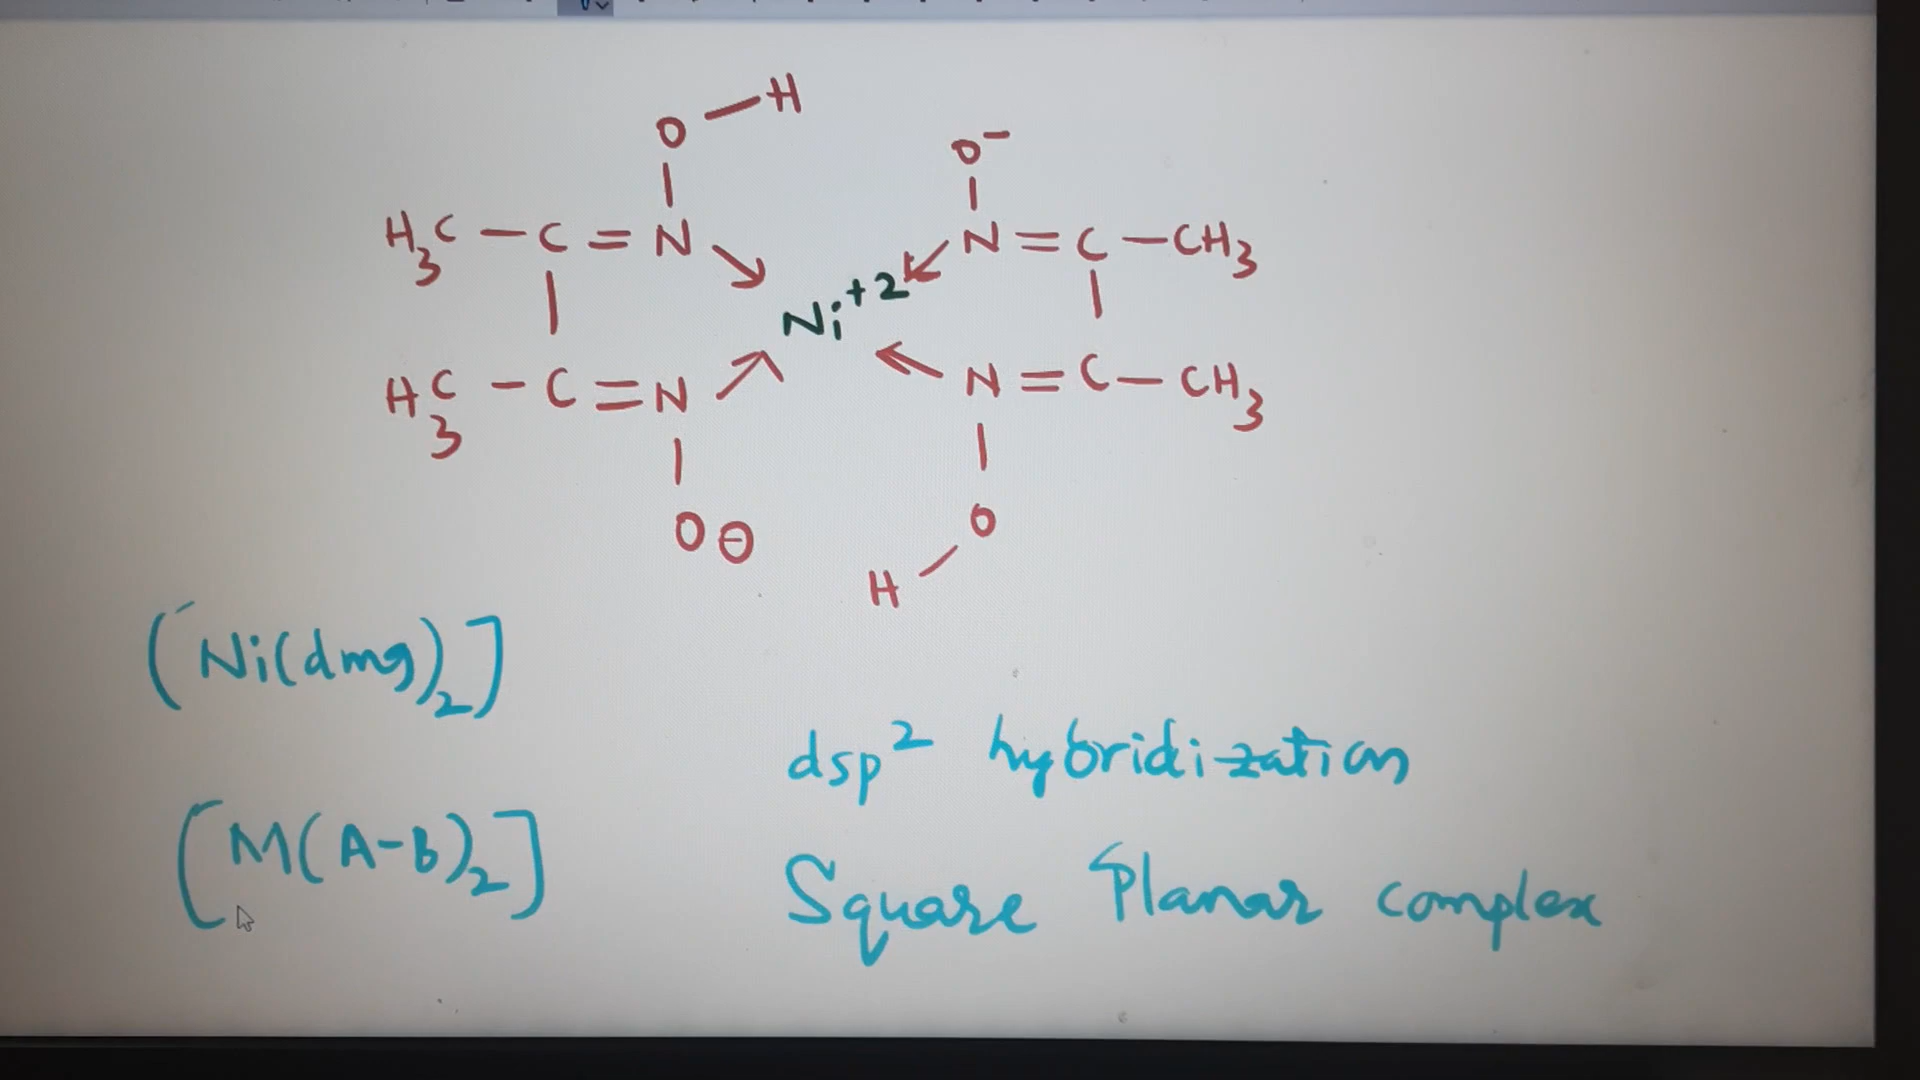 O — H
O⁻
H₃C — C = N
N = C — CH₃
Ni⁺²
H₃C — C = N
N = C — CH₃
O ⊖
O
H
(Ni(dmg)₂]
dsp² hybridization
[M(A-B)₂]
Square Planar complex